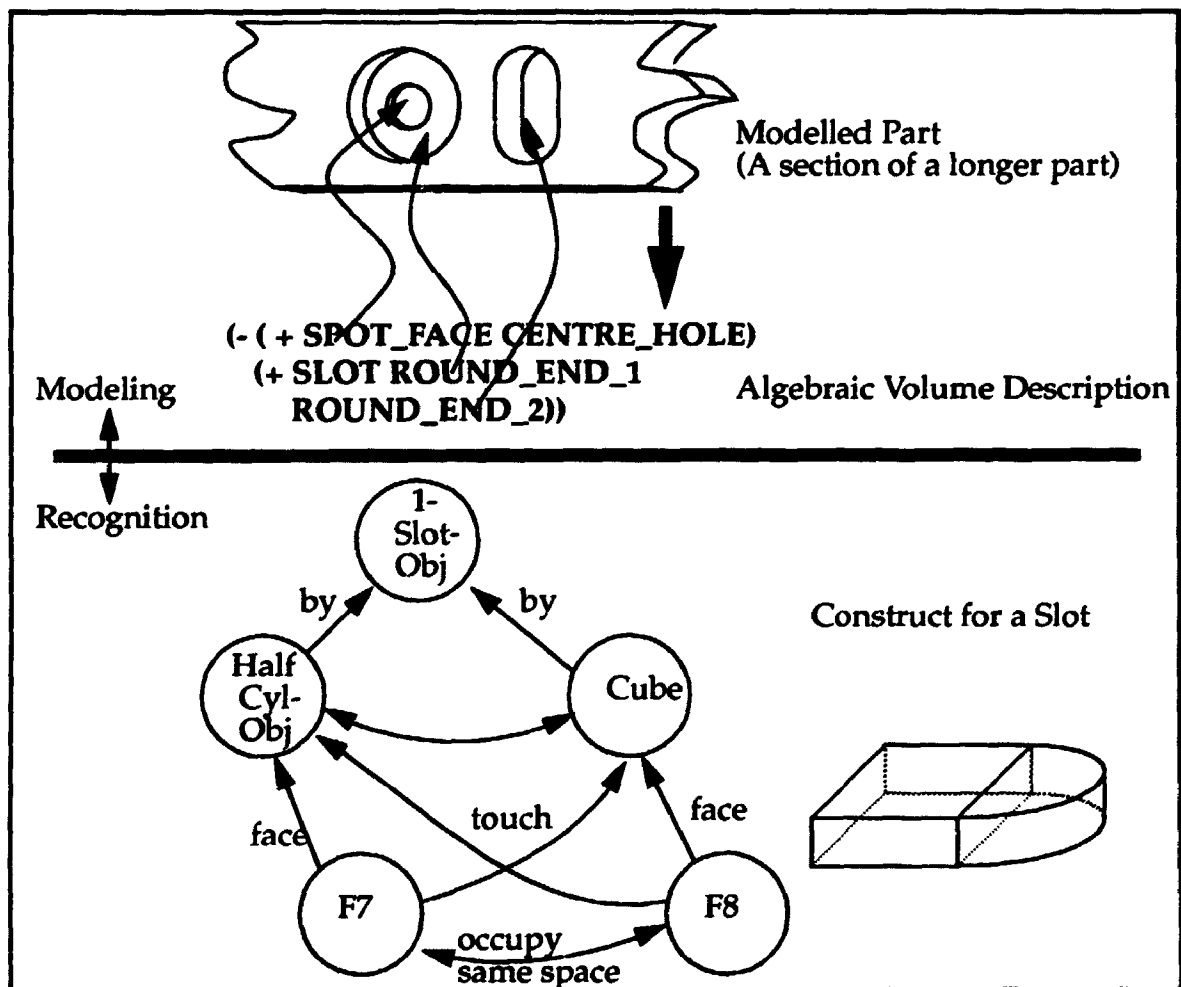 Modelled Part
(A section of a longer part)
(- ( + SPOT_FACE CENTRE_HOLE)
(+ SLOT ROUND_END_1
ROUND_END_2))
Modeling
Algebraic Volume Description
Recognition
1-
Slot-
Obj
by
by
Construct for a Slot
Half
Cyl-
Obj
Cube
face
touch
face
F7
F8
occupy
same space